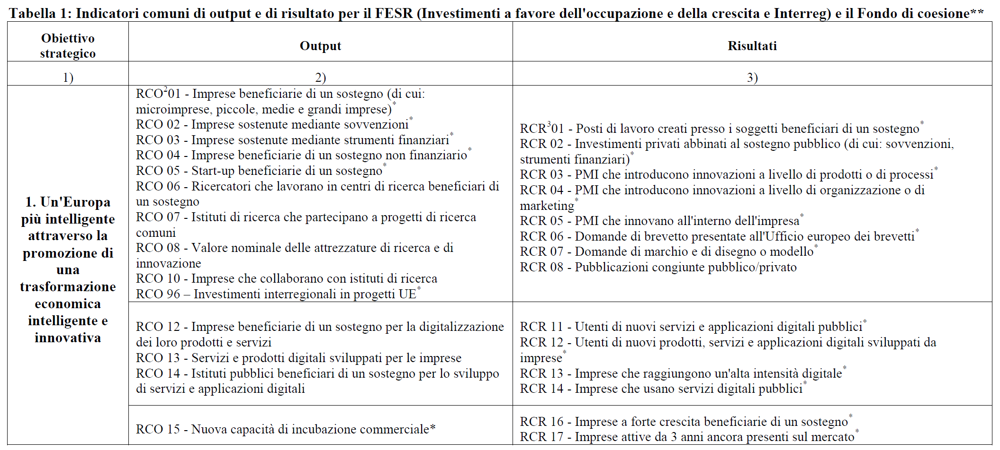 Tabella 1: Indicatori comuni di output e di risultato per il FESR (Investimenti a favore dell'occupazione e della crescita e Interreg) e il Fondo di coesione**
Obiettivo
strategico
Output
Risultati
1)
2)
3)
1. Un'Europa
più intelligente
attraverso la
promozione di
una
trasformazione
economica
intelligente e
innovativa
RCO²01 - Imprese beneficiarie di un sostegno (di cui:
microimprese, piccole, medie e grandi imprese)*
RCO 02 - Imprese sostenute mediante sovvenzioni*
RCO 03 - Imprese sostenute mediante strumenti finanziari*
RCO 04 - Imprese beneficiarie di un sostegno non finanziario*
RCO 05 - Start-up beneficiarie di un sostegno*
RCO 06 - Ricercatori che lavorano in centri di ricerca beneficiari di
un sostegno
RCO 07 - Istituti di ricerca che partecipano a progetti di ricerca
comuni
RCO 08 - Valore nominale delle attrezzature di ricerca e di
innovazione
RCO 10 - Imprese che collaborano con istituti di ricerca
RCO 96 – Investimenti interregionali in progetti UE*
RCR³01 - Posti di lavoro creati presso i soggetti beneficiari di un sostegno*
RCR 02 - Investimenti privati abbinati al sostegno pubblico (di cui: sovvenzioni,
strumenti finanziari)*
RCR 03 - PMI che introducono innovazioni a livello di prodotti o di processi*
RCR 04 - PMI che introducono innovazioni a livello di organizzazione o di
marketing*
RCR 05 - PMI che innovano all'interno dell'impresa*
RCR 06 - Domande di brevetto presentate all'Ufficio europeo dei brevetti*
RCR 07 - Domande di marchio e di disegno o modello*
RCR 08 - Pubblicazioni congiunte pubblico/privato
RCO 12 - Imprese beneficiarie di un sostegno per la digitalizzazione
dei loro prodotti e servizi
RCO 13 - Servizi e prodotti digitali sviluppati per le imprese
RCO 14 - Istituti pubblici beneficiari di un sostegno per lo sviluppo
di servizi e applicazioni digitali
RCR 11 - Utenti di nuovi servizi e applicazioni digitali pubblici*
RCR 12 - Utenti di nuovi prodotti, servizi e applicazioni digitali sviluppati da
imprese*
RCR 13 - Imprese che raggiungono un'alta intensità digitale*
RCR 14 - Imprese che usano servizi digitali pubblici*
RCO 15 - Nuova capacità di incubazione commerciale*
RCR 16 - Imprese a forte crescita beneficiarie di un sostegno*
RCR 17 - Imprese attive da 3 anni ancora presenti sul mercato*